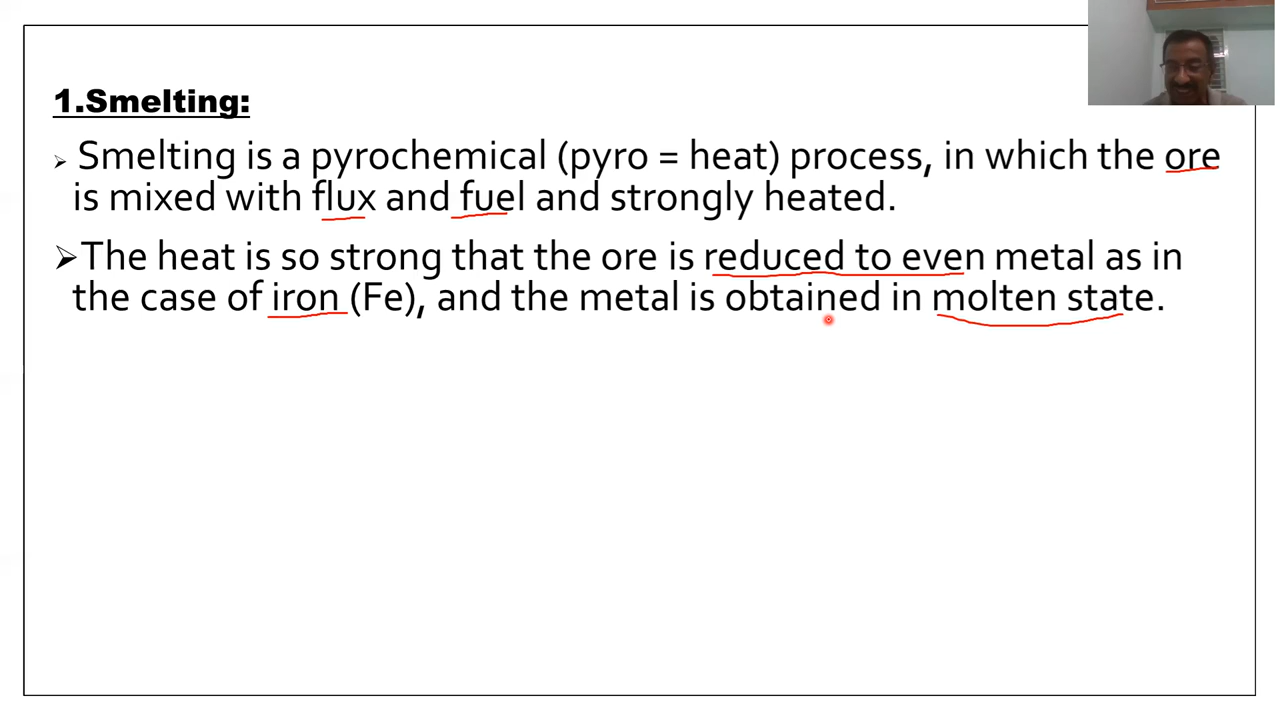 1.Smelting:
➢ Smelting is a pyrochemical (pyro = heat) process, in which the ore
is mixed with flux and fuel and strongly heated.
➢The heat is so strong that the ore is reduced to even metal as in
the case of iron (Fe), and the metal is obtained in molten state.